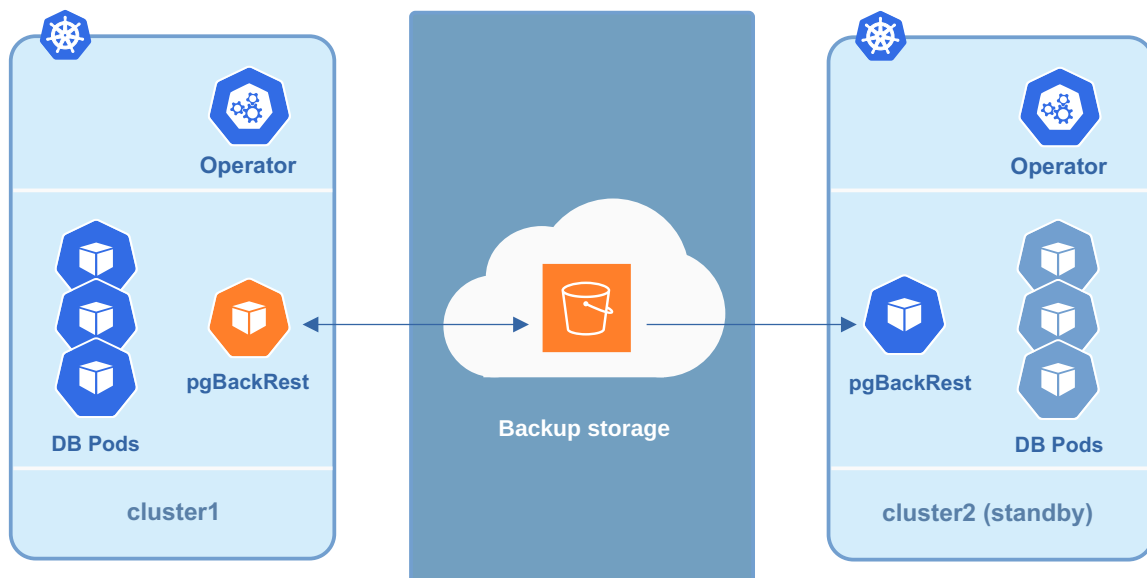 Operator
pgBackRest
DB Pods
cluster1
Backup storage
Operator
pgBackRest
DB Pods
cluster2 (standby)